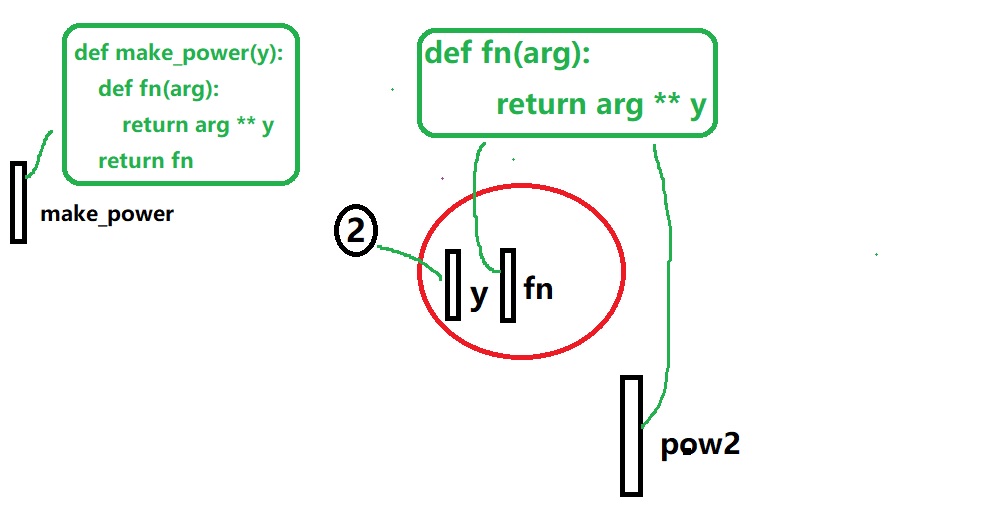 def make_power(y):
def fn(arg):
return arg ** y
return fn
make_power
def fn(arg):
return arg ** y
2
y
fn
pow2